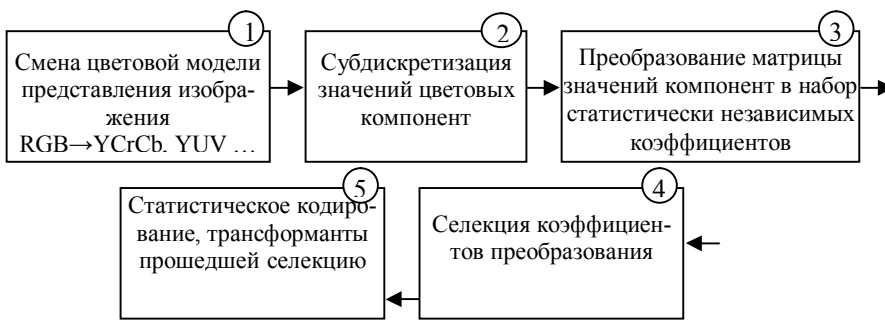 1
Смена цветовой модели
представления изобра-
жения
RGB→YCrCb, YUV …
2
Субдискретизация
значений цветовых
компонент
3
Преобразование матрицы
значений компонент в набор
статистически независимых
коэффициентов
4
Селекция коэффициен-
тов преобразования
5
Статистическое кодиро-
вание, трансформанты
прошедшей селекцию